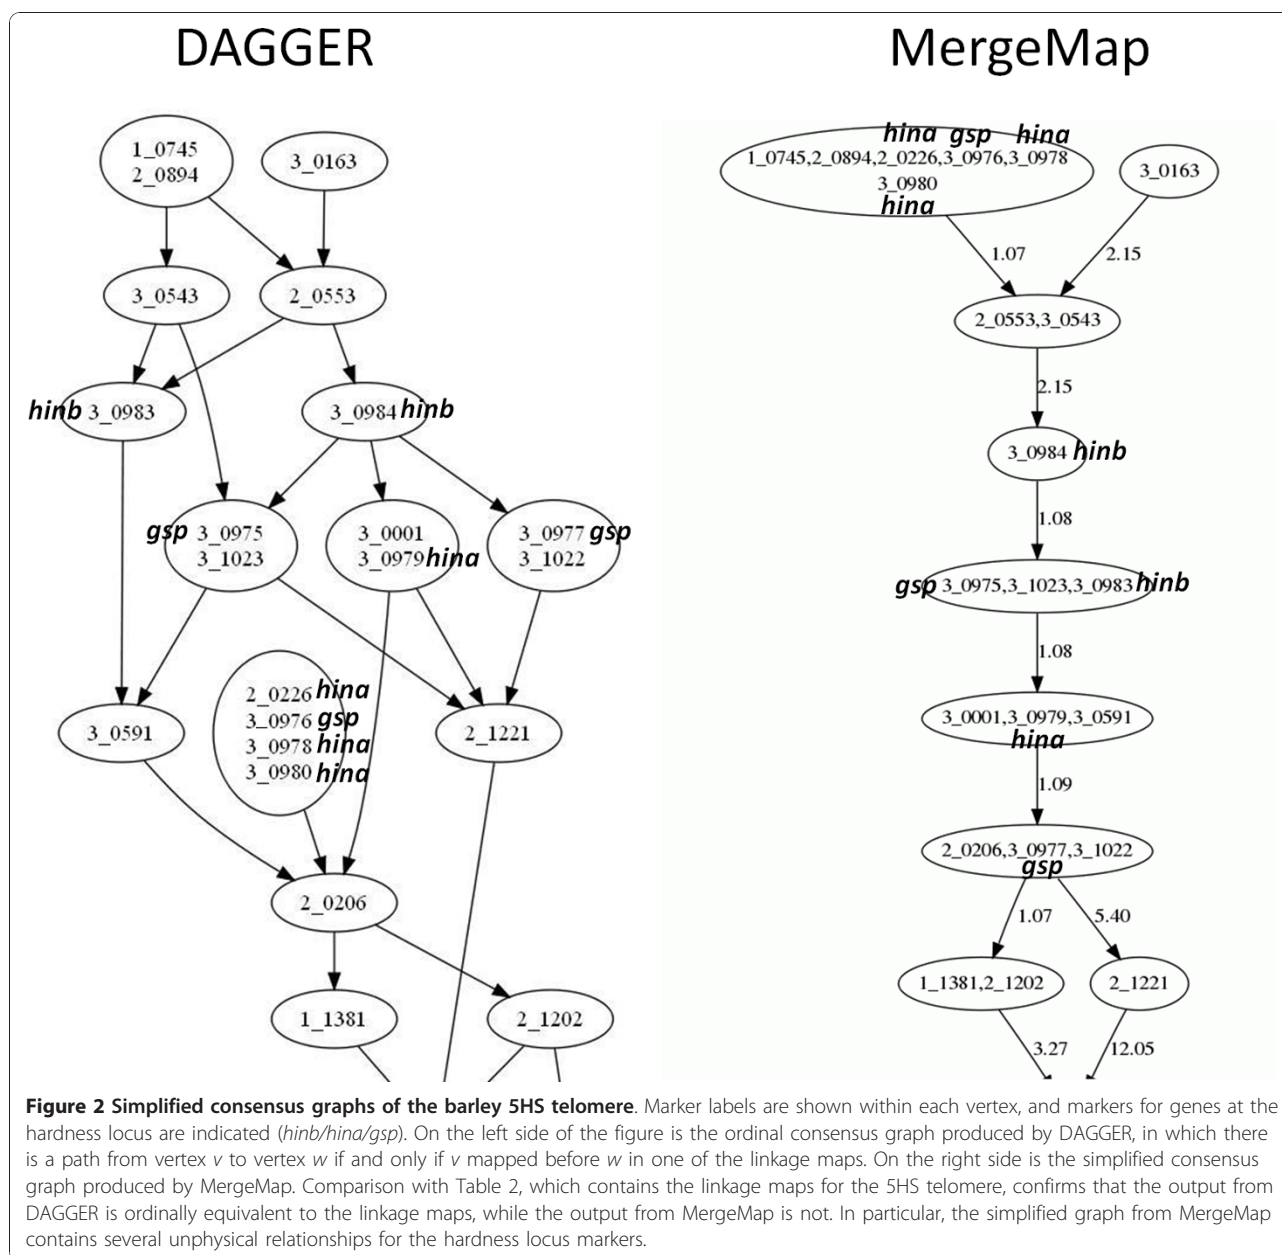 DAGGER
MergeMap
1_0745
2_0894
3_0163
3_0543
2_0553
hinb 3_0983
3_0984 hinb
gsp 3_0975
3_1023
3_0001
3_0979 hina
3_0977 gsp
3_1022
2_0226 hina
3_0976 gsp
3_0978 hina
3_0980 hina
3_0591
2_1221
2_0206
1_1381
2_1202
hina gsp hina
1_0745,2_0894,2_0226,3_0976,3_0978
3_0980
hina
3_0163
1.07
2.15
2_0553,3_0543
2.15
3_0984 hinb
1.08
gsp 3_0975,3_1023,3_0983 hinb
1.08
3_0001,3_0979,3_0591
hina
1.09
2_0206,3_0977,3_1022
gsp
1.07
5.40
1_1381,2_1202
2_1221
3.27
12.05
Figure 2 Simplified consensus graphs of the barley 5HS telomere. Marker labels are shown within each vertex, and markers for genes at the
hardness locus are indicated (hinb/hina/gsp). On the left side of the figure is the ordinal consensus graph produced by DAGGER, in which there
is a path from vertex v to vertex w if and only if v mapped before w in one of the linkage maps. On the right side is the simplified consensus
graph produced by MergeMap. Comparison with Table 2, which contains the linkage maps for the 5HS telomere, confirms that the output from
DAGGER is ordinally equivalent to the linkage maps, while the output from MergeMap is not. In particular, the simplified graph from MergeMap
contains several unphysical relationships for the hardness locus markers.